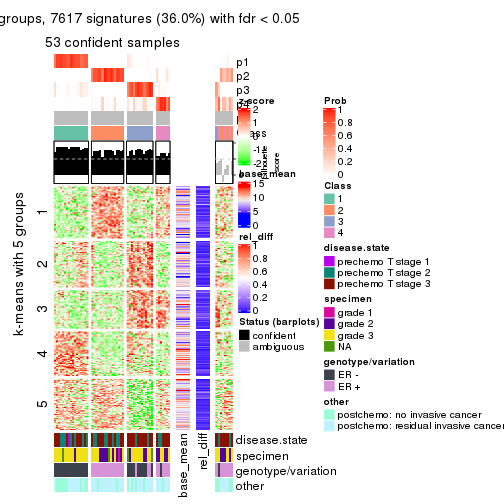 groups, 7617 signatures (36.0%) with fdr < 0.05
53 confident samples
p1
p2
p3
z-score
2
1
0
-2
base_mean
15
10
5
0
rel_diff
1
0.8
0.6
0.4
0.2
0
Status (barplots)
confident
ambiguous
Prob
1
0.8
0.6
0.4
0.2
0
Class
1
2
3
4
disease.state
prechemo T stage 1
prechemo T stage 2
prechemo T stage 3
specimen
grade 1
grade 2
grade 3
NA
genotype/variation
ER -
ER +
other
postchemo: no invasive cancer
postchemo: residual invasive cancer
k-means with 5 groups
1
2
3
4
5
base_mean
rel_diff
disease.state
specimen
genotype/variation
other